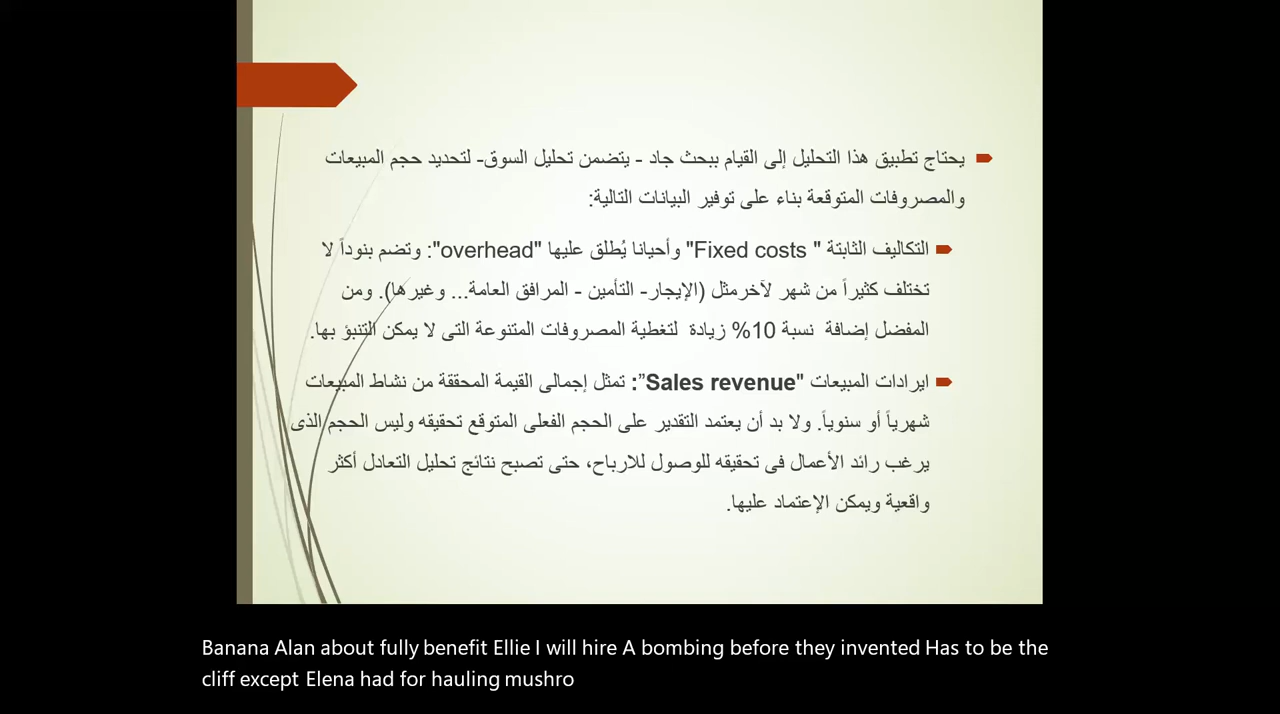 يحتاج تطبيق هذا التحليل إلى القيام ببحث جاد - يتضمن تحليل السوق- لتحديد حجم المبيعات
والمصروفات المتوقعة بناء على توفير البيانات التالية:
التكاليف الثابتة " Fixed costs" وأحيانا يُطلق عليها "overhead": وتضم بنوداً لا
تختلف كثيراً من شهر لآخرمثل (الإيجار- التأمين - المرافق العامة... وغيرها). ومن
المفضل إضافة  نسبة 10% زيادة  لتغطية المصروفات المتنوعة التى لا يمكن التنبؤ بها.
ايرادات المبيعات "Sales revenue": تمثل إجمالى القيمة المحققة من نشاط المبيعات
شهرياً أو سنوياً. ولا بد أن يعتمد التقدير على الحجم الفعلى المتوقع تحقيقه وليس الحجم الذى
يرغب رائد الأعمال فى تحقيقه للوصول للارباح، حتى تصبح نتائج تحليل التعادل أكثر
واقعية ويمكن الإعتماد عليها.
Banana Alan about fully benefit Ellie I will hire A bombing before they invented Has to be the
cliff except Elena had for hauling mushro